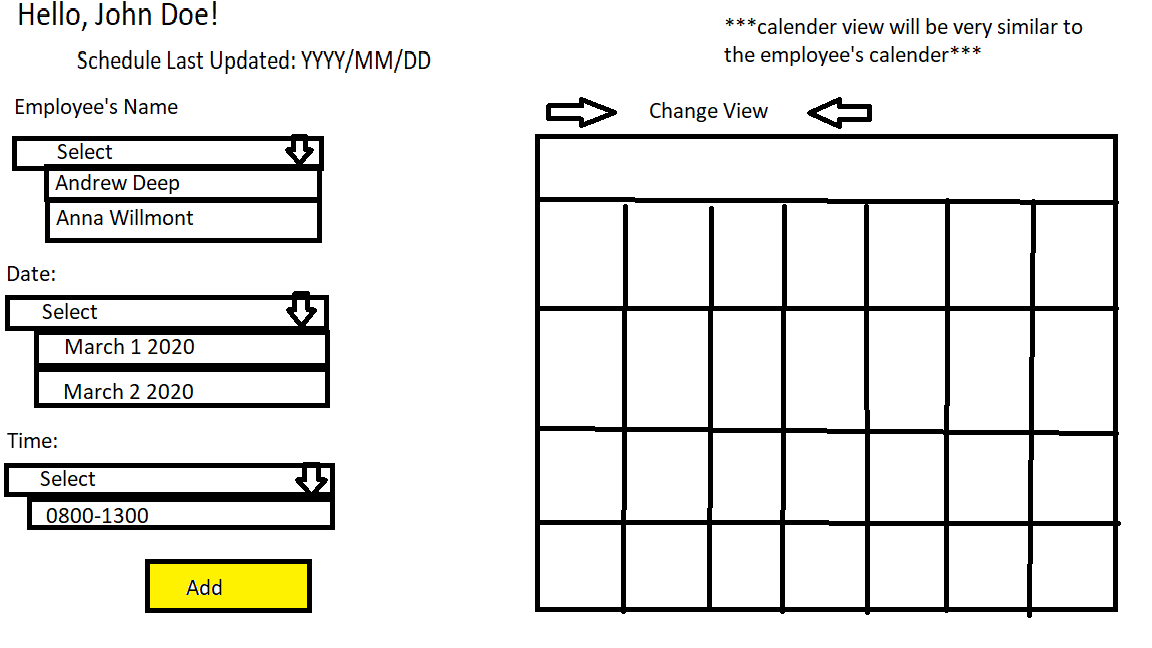 Hello, John Doe!
Schedule Last Updated: YYYY/MM/DD
Employee's Name
Select
Andrew Deep
Anna Willmont
Date:
Select
March 1 2020
March 2 2020
Time:
Select
0800-1300
Add
***calender view will be very similar to
the employee's calender***
Change View